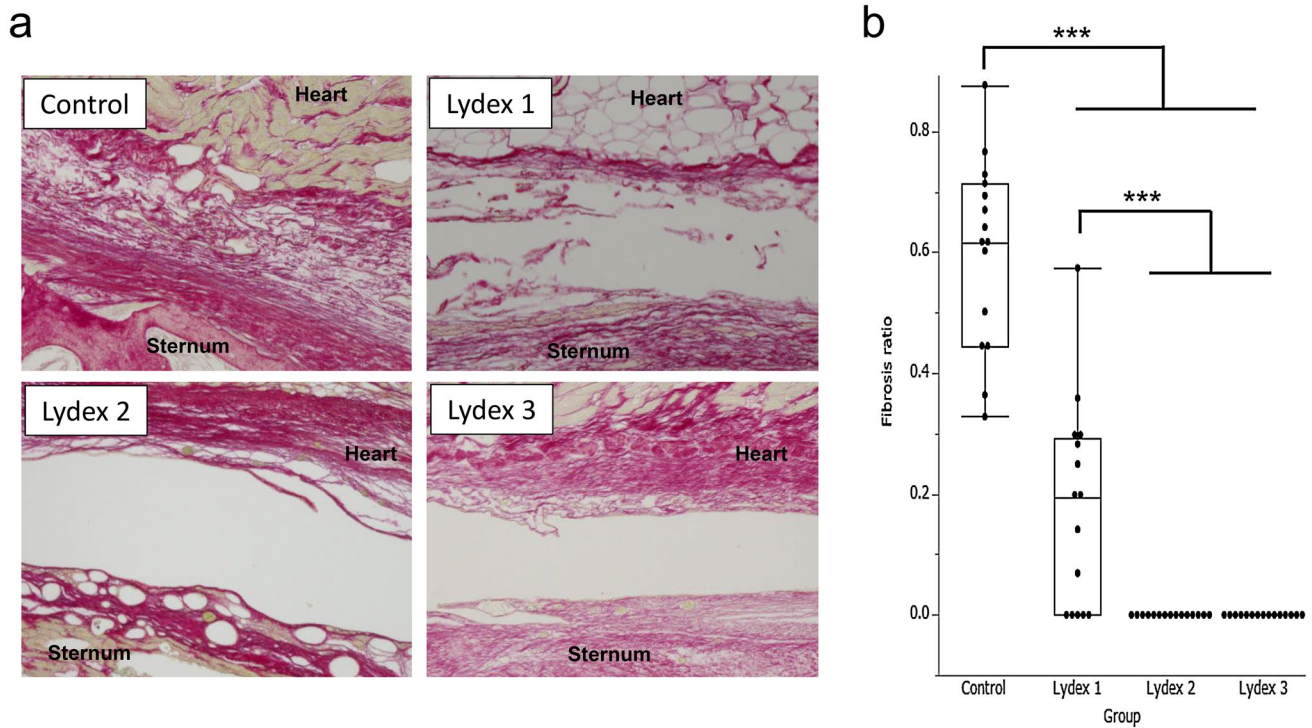 a
Control
Heart
Sternum
Lydex 1
Heart
Sternum
Lydex 2
Heart
Sternum
Lydex 3
Heart
Sternum
b
***
***
0.8
0.6
0.4
0.2
0.0
Fibrosis ratio
Control Lydex 1 Lydex 2 Lydex 3
Group